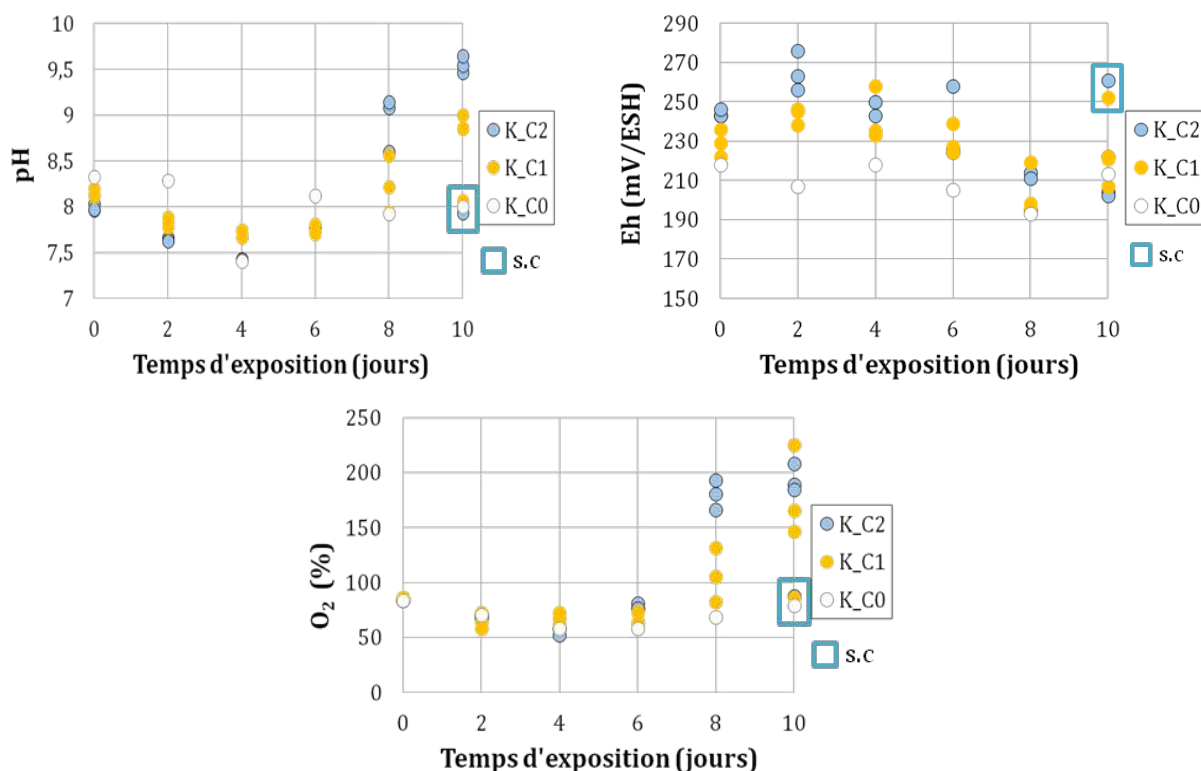 10
9,5
9
8,5
8
7,5
7
pH
0 2 4 6 8 10
Temps d'exposition (jours)
K_C2
K_C1
K_C0
s.c
290
270
250
230
210
190
170
150
Eh (mV/ESH)
0 2 4 6 8 10
Temps d'exposition (jours)
K_C2
K_C1
K_C0
s.c
250
200
150
100
50
0
O₂ (%)
0 2 4 6 8 10
Temps d'exposition (jours)
K_C2
K_C1
K_C0
s.c